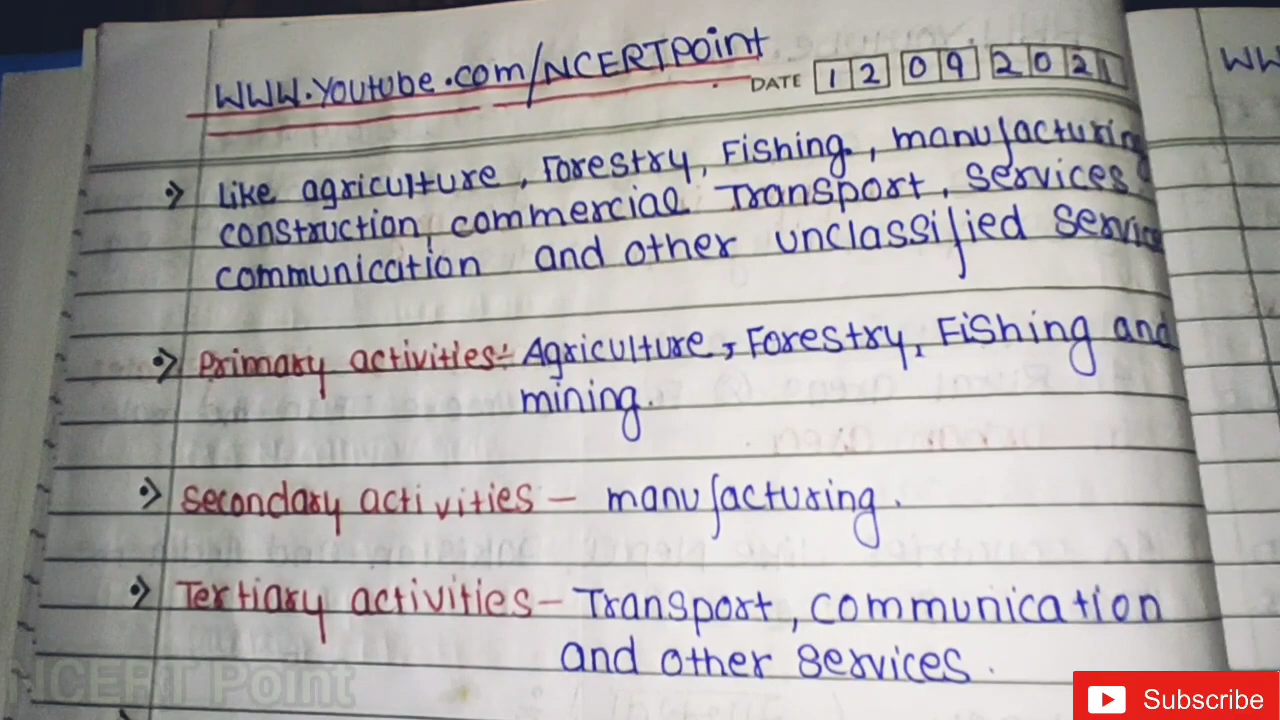 WWW.Youtube.com/NCERTPoint
DATE 12 09 2021
WW
Like agriculture, Forestry, Fishing, manufacturing
construction, commercial Transport, services
communication and other unclassified
Primary activities:- Agriculture, Forestry, Fishing and
mining.
Secondary activities - manufacturing.
Tertiary activities - Transport, communication
and other services.
NCERT Point
Subscribe